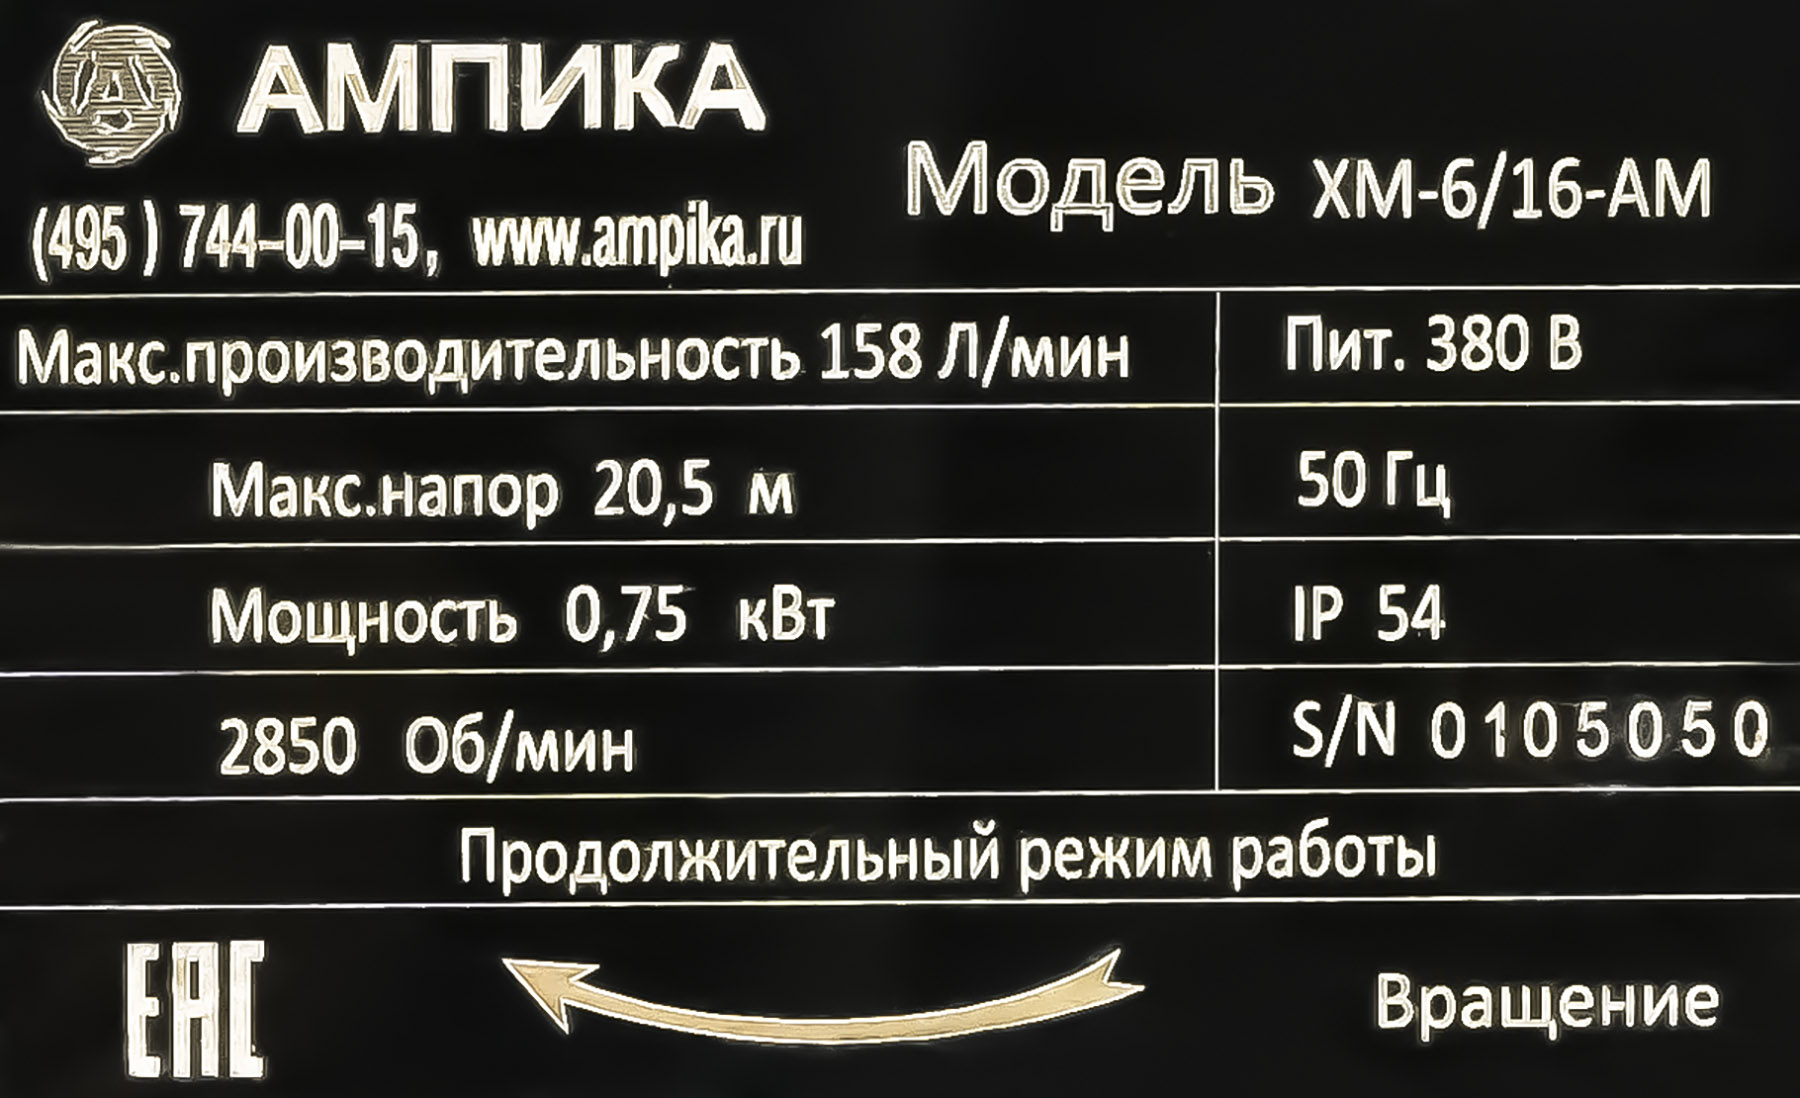 АМПИКА
(495) 744-00-15, www.ampika.ru
Модель ХМ-6/16-АМ
Макс.производительность 158 Л/мин
Пит. 380 В
Макс.напор 20,5 м
50 Гц
Мощность 0,75 кВт
IP 54
2850 Об/мин
S/N 0105050
Продолжительный режим работы
EAC
Вращение